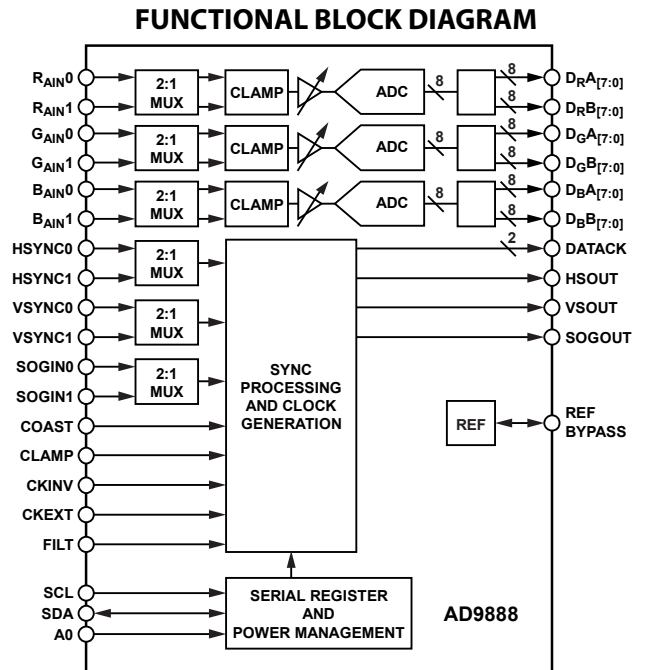 FUNCTIONAL BLOCK DIAGRAM
RAIN0
RAIN1
2:1
MUX
CLAMP
ADC
8
8
8
DRA[7:0]
DRB[7:0]
GAIN0
GAIN1
2:1
MUX
CLAMP
ADC
8
8
8
DGA[7:0]
DGB[7:0]
BAIN0
BAIN1
2:1
MUX
CLAMP
ADC
8
8
8
DBA[7:0]
DBB[7:0]
HSYNC0
HSYNC1
2:1
MUX
VSYNC0
VSYNC1
2:1
MUX
SOGIN0
SOGIN1
2:1
MUX
COAST
CLAMP
CKINV
CKEXT
FILT
SYNC
PROCESSING
AND CLOCK
GENERATION
2
DATACK
HSOUT
VSOUT
SOGOUT
REF
REF
BYPASS
SCL
SDA
A0
SERIAL REGISTER
AND
POWER MANAGEMENT
AD9888